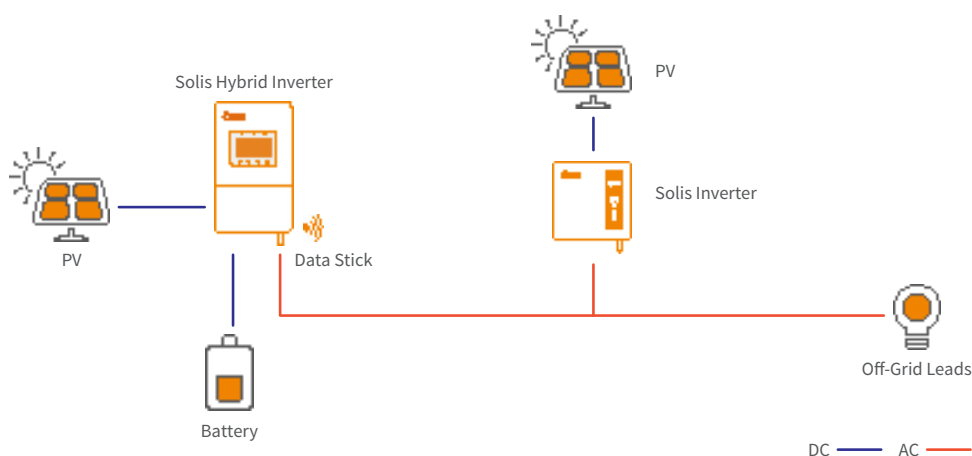 PV
Solis Hybrid Inverter
Solis Inverter
PV
Data Stick
Off-Grid Leads
Battery
DC
AC